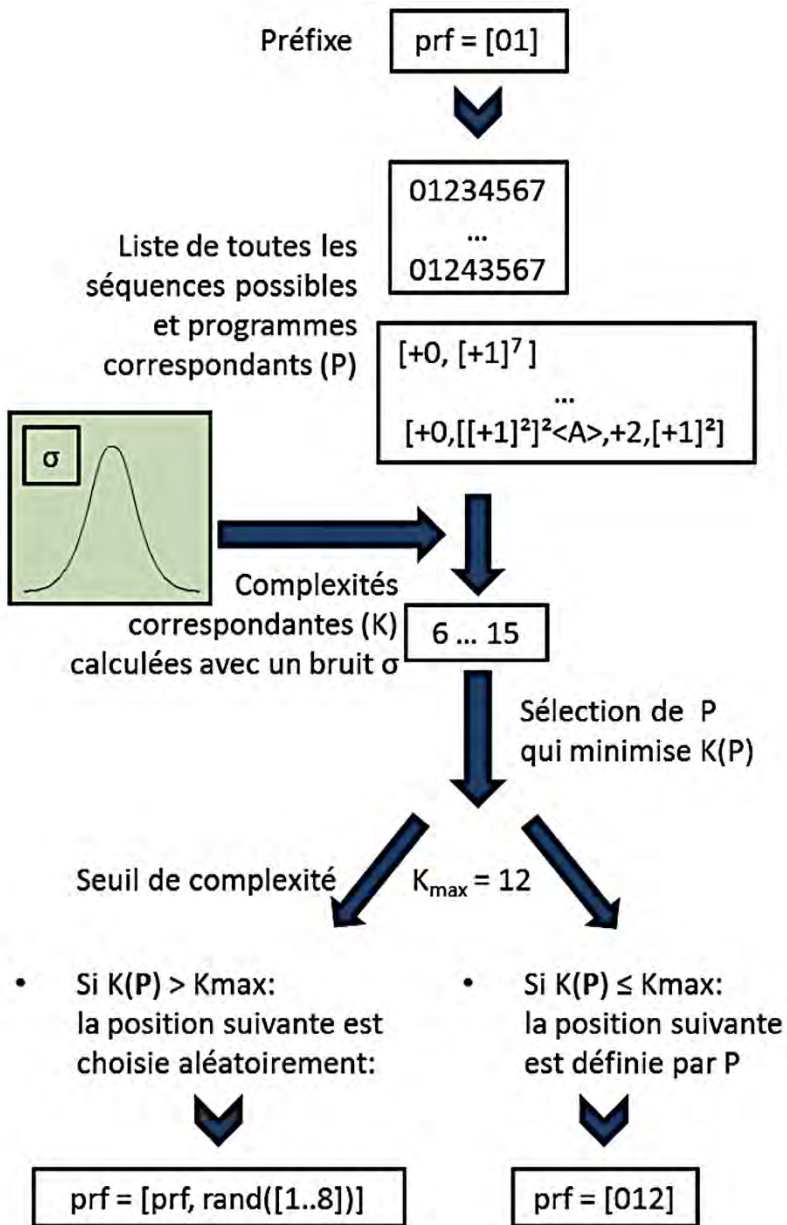 Préfixe
prf = [01]
01234567
...
01243567
Liste de toutes les
séquences possibles
et programmes
correspondants (P)
[+0, [+1]⁷ ]
...
[+0,[[+1]²]²<A>,+2,[+1]²]
σ
Complexités
correspondantes (K)
calculées avec un bruit σ
6 ... 15
Sélection de P
qui minimise K(P)
Seuil de complexité
Kmax = 12
• Si K(P) > Kmax:
la position suivante est
choisie aléatoirement:
• Si K(P) ≤ Kmax:
la position suivante
est définie par P
prf = [prf, rand([1..8])]
prf = [012]